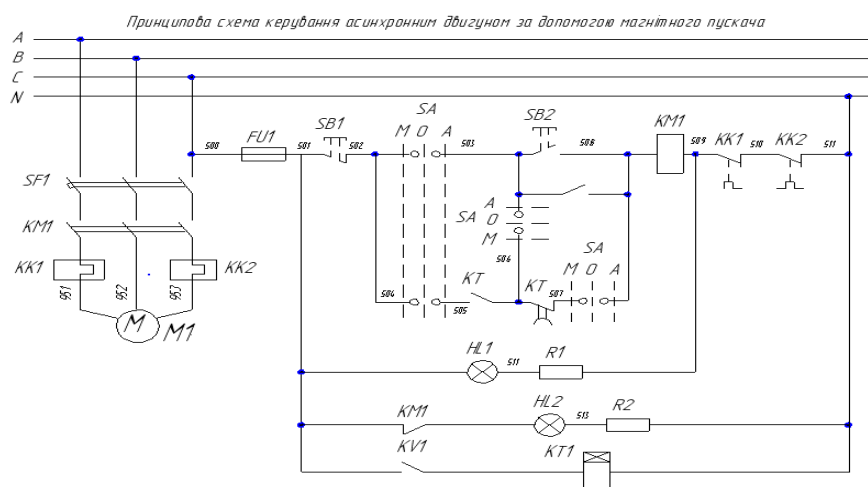 Принципова схема керування асинхронним двигуном за допомогою магнітного пускача
A
B
C
N
500
FU1
501
SB1
502
SA
M O A
503
SB2
508
KM1
509
KK1
510
KK2
511
SF1
KM1
KK1
KK2
951
952
953
M
M1
SA
A
O
M
506
504
505
KT
KT
507
SA
M O A
HL1
511
R1
KM1
HL2
513
R2
KV1
KT1